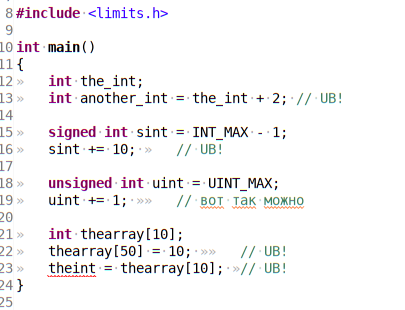 8 #include <limits.h>
9
10 int main()
11 {
12 » int the_int;
13 » int another_int = the_int + 2; // UB!
14
15 » signed int sint = INT_MAX - 1;
16 » sint += 10; » // UB!
17
18 » unsigned int uint = UINT_MAX;
19 » uint += 1; »» // вот так можно
20
21 » int thearray[10];
22 » thearray[50] = 10; »» // UB!
23 » theint = thearray[10]; » // UB!
24 }
25